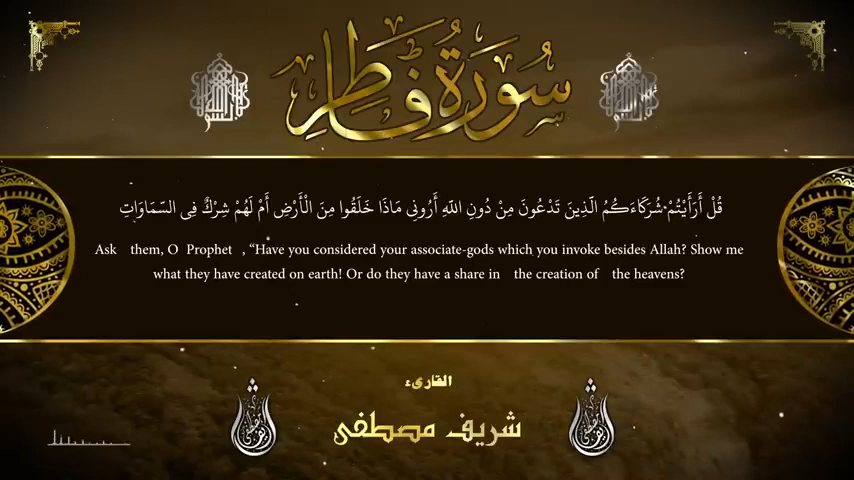 سُورَةُ فَاطِرٍ
قُلْ أَرَأَيْتُمْ شُرَكَاءَكُمُ الَّذِينَ تَدْعُونَ مِنْ دُونِ اللَّهِ أَرُونِي مَاذَا خَلَقُوا مِنَ الْأَرْضِ أَمْ لَهُمْ شِرْكٌ فِي السَّمَاوَاتِ
Ask them, O Prophet , “Have you considered your associate-gods which you invoke besides Allah? Show me
what they have created on earth! Or do they have a share in the creation of the heavens?
القارىء
شريف مصطفى